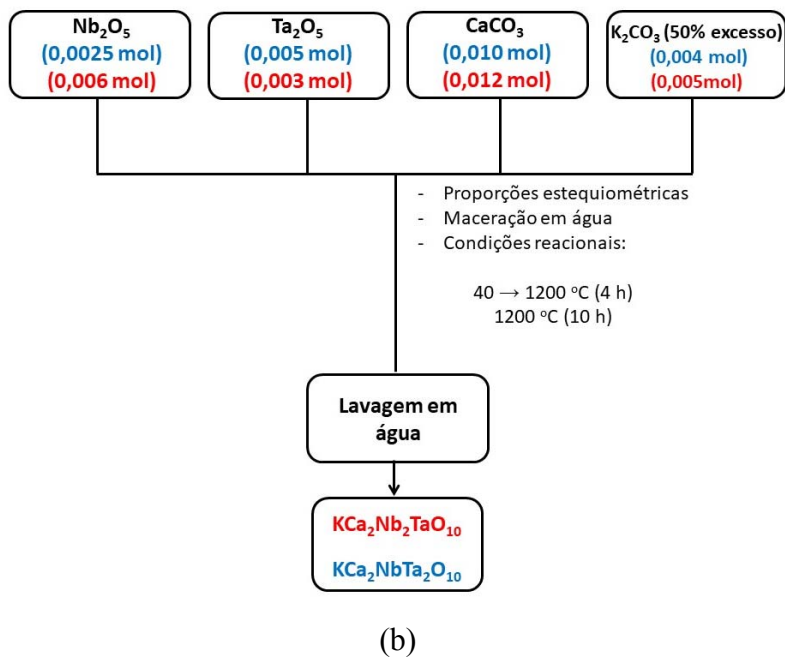 Nb₂O₅
(0,0025 mol)
(0,006 mol)
Ta₂O₅
(0,005 mol)
(0,003 mol)
CaCO₃
(0,010 mol)
(0,012 mol)
K₂CO₃ (50% excesso)
(0,004 mol)
(0,005mol)
- Proporções estequiométricas
- Maceração em água
- Condições reacionais:
40 → 1200 ºC (4 h)
1200 ºC (10 h)
Lavagem em
água
KCa₂Nb₂TaO₁₀
KCa₂NbTa₂O₁₀
(b)